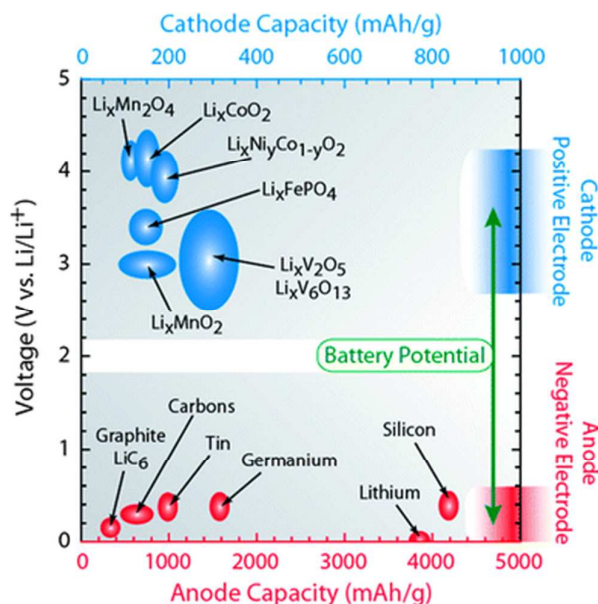 Cathode Capacity (mAh/g)
0 200 400 600 800 1000
5
4
3
2
1
0
Voltage (V vs. Li/Li⁺)
LiₓMn₂O₄
LiₓCoO₂
LiₓNiᵧCo₁₋ᵧO₂
LiₓFePO₄
LiₓV₂O₅
LiₓV₆O₁₃
LiₓMnO₂
Cathode
Positive Electrode
Battery Potential
Anode
Negative Electrode
Carbons
Graphite
LiC₆
Tin
Germanium
Silicon
Lithium
0 1000 2000 3000 4000 5000
Anode Capacity (mAh/g)